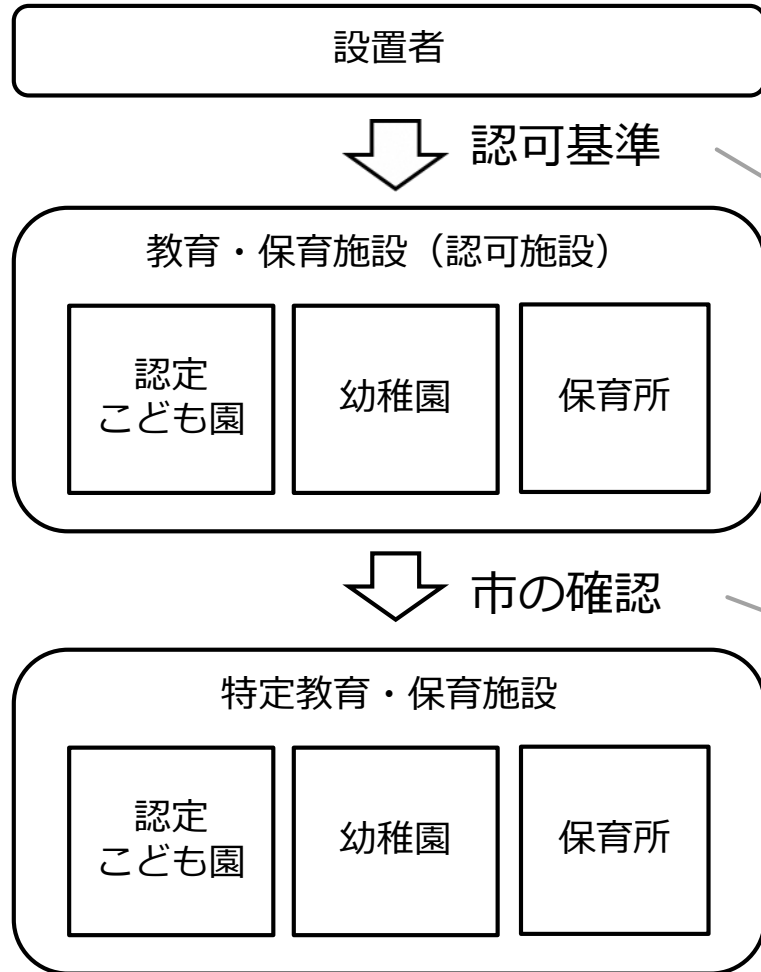 設置者
認可基準
教育・保育施設（認可施設）
認定
こども園
幼稚園
保育所
市の確認
特定教育・保育施設
認定
こども園
幼稚園
保育所